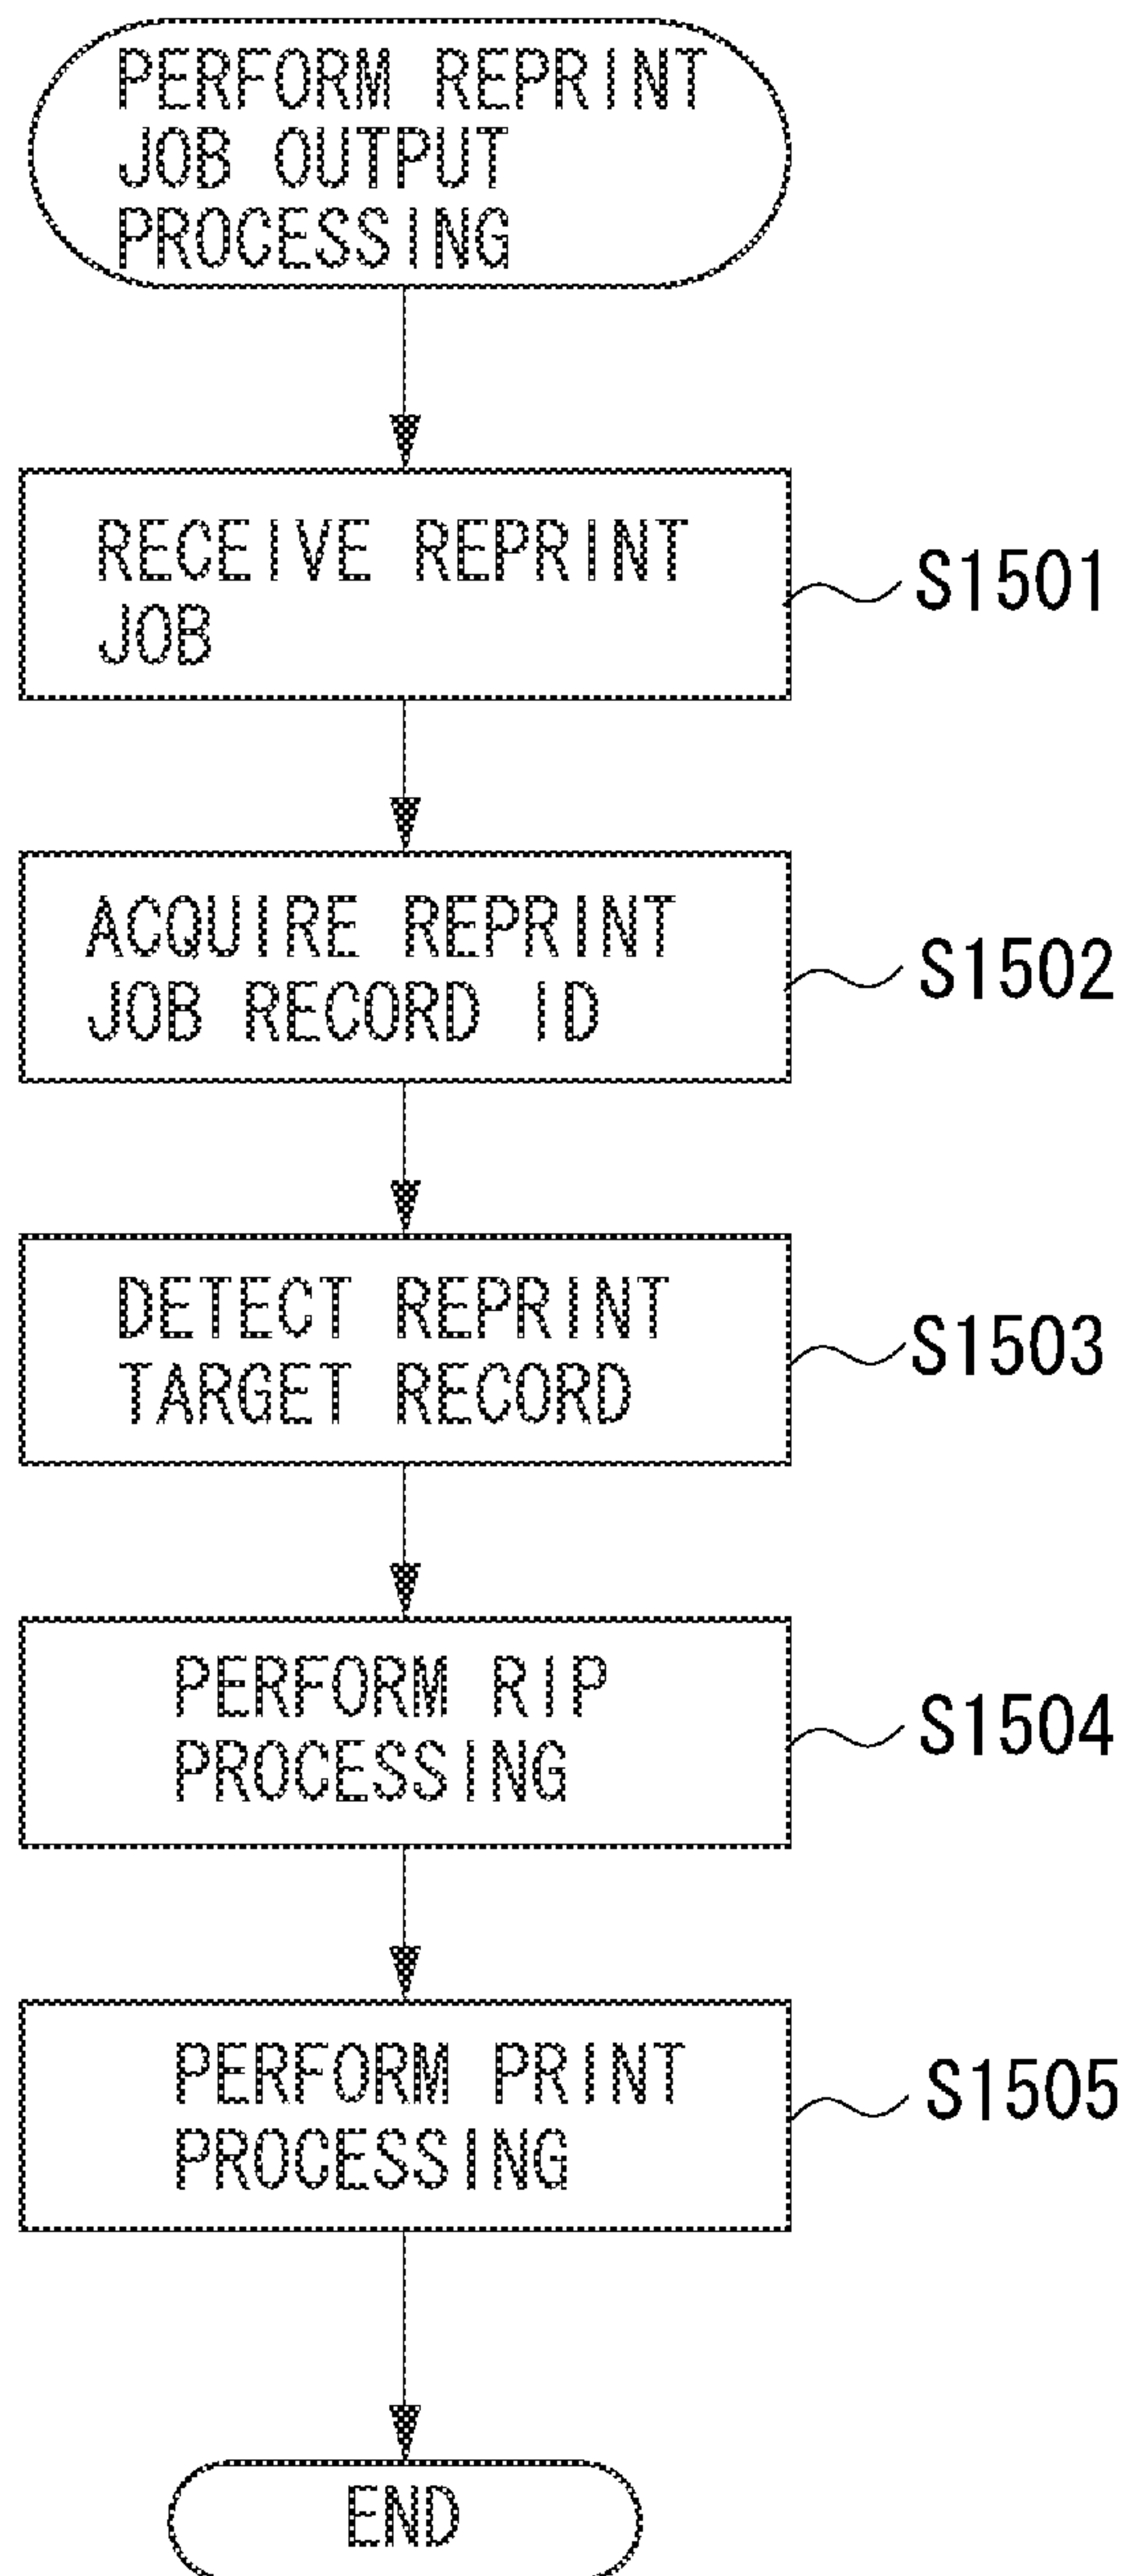 PERFORM REPRINT
JOB OUTPUT
PROCESSING
RECEIVE REPRINT
JOB
S1501
ACQUIRE REPRINT
JOB RECORD ID
S1502
DETECT REPRINT
TARGET RECORD
S1503
PERFORM RIP
PROCESSING
S1504
PERFORM PRINT
PROCESSING
S1505
END